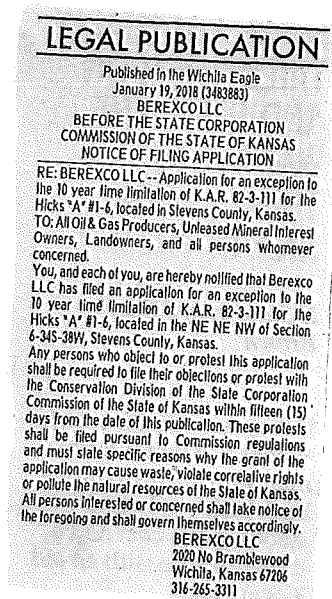 LEGAL PUBLICATION
Published in the Wichita Eagle
January 19, 2018 (3483883)
BEREXCO LLC
BEFORE THE STATE CORPORATION
COMMISSION OF THE STATE OF KANSAS
NOTICE OF FILING APPLICATION
RE: BEREXCO LLC -- Application for an exception to
the 10 year time limitation of K.A.R. 82-3-111 for the
Hicks "A" #1-6, located in Stevens County, Kansas.
TO: All Oil & Gas Producers, Unleased Mineral Interest
Owners, Landowners, and all persons whomever
concerned.
You, and each of you, are hereby notified that Berexco
LLC has filed an application for an exception to the
10 year time limitation of K.A.R. 82-3-111 for the
Hicks "A" #1-6, located in the NE NE NW of Section
6-34S-38W, Stevens County, Kansas.
Any persons who object to or protest this application
shall be required to file their objections or protest with
the Conservation Division of the State Corporation
Commission of the State of Kansas within fifteen (15)
days from the date of this publication. These protests
shall be filed pursuant to Commission regulations
and must state specific reasons why the grant of the
application may cause waste, violate correlative rights
or pollute the natural resources of the State of Kansas.
All persons interested or concerned shall take notice of
the foregoing and shall govern themselves accordingly.
BEREXCO LLC
2020 No Bramblewood
Wichita, Kansas 67206
316-265-3311